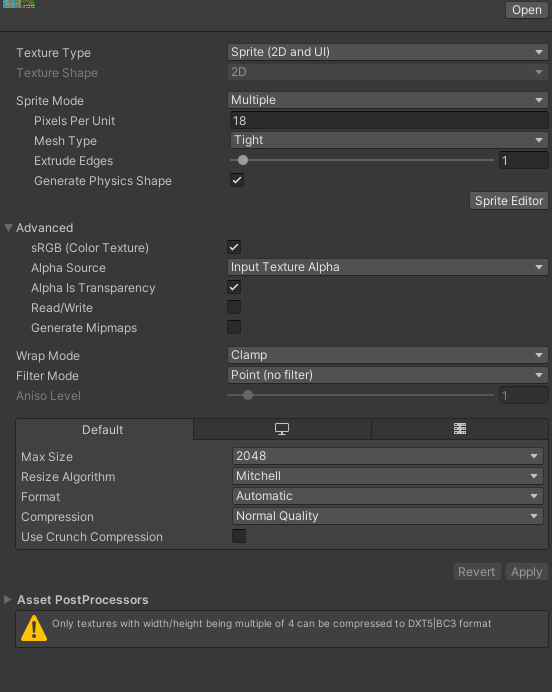 Open
Texture Type Sprite (2D and UI)
Texture Shape 2D
Sprite Mode Multiple
Pixels Per Unit 18
Mesh Type Tight
Extrude Edges 1
Generate Physics Shape
Sprite Editor
Advanced
sRGB (Color Texture)
Alpha Source Input Texture Alpha
Alpha Is Transparency
Read/Write
Generate Mipmaps
Wrap Mode Clamp
Filter Mode Point (no filter)
Aniso Level 1
Default
Max Size 2048
Resize Algorithm Mitchell
Format Automatic
Compression Normal Quality
Use Crunch Compression
Revert Apply
Asset PostProcessors
Only textures with width/height being multiple of 4 can be compressed to DXT5|BC3 format